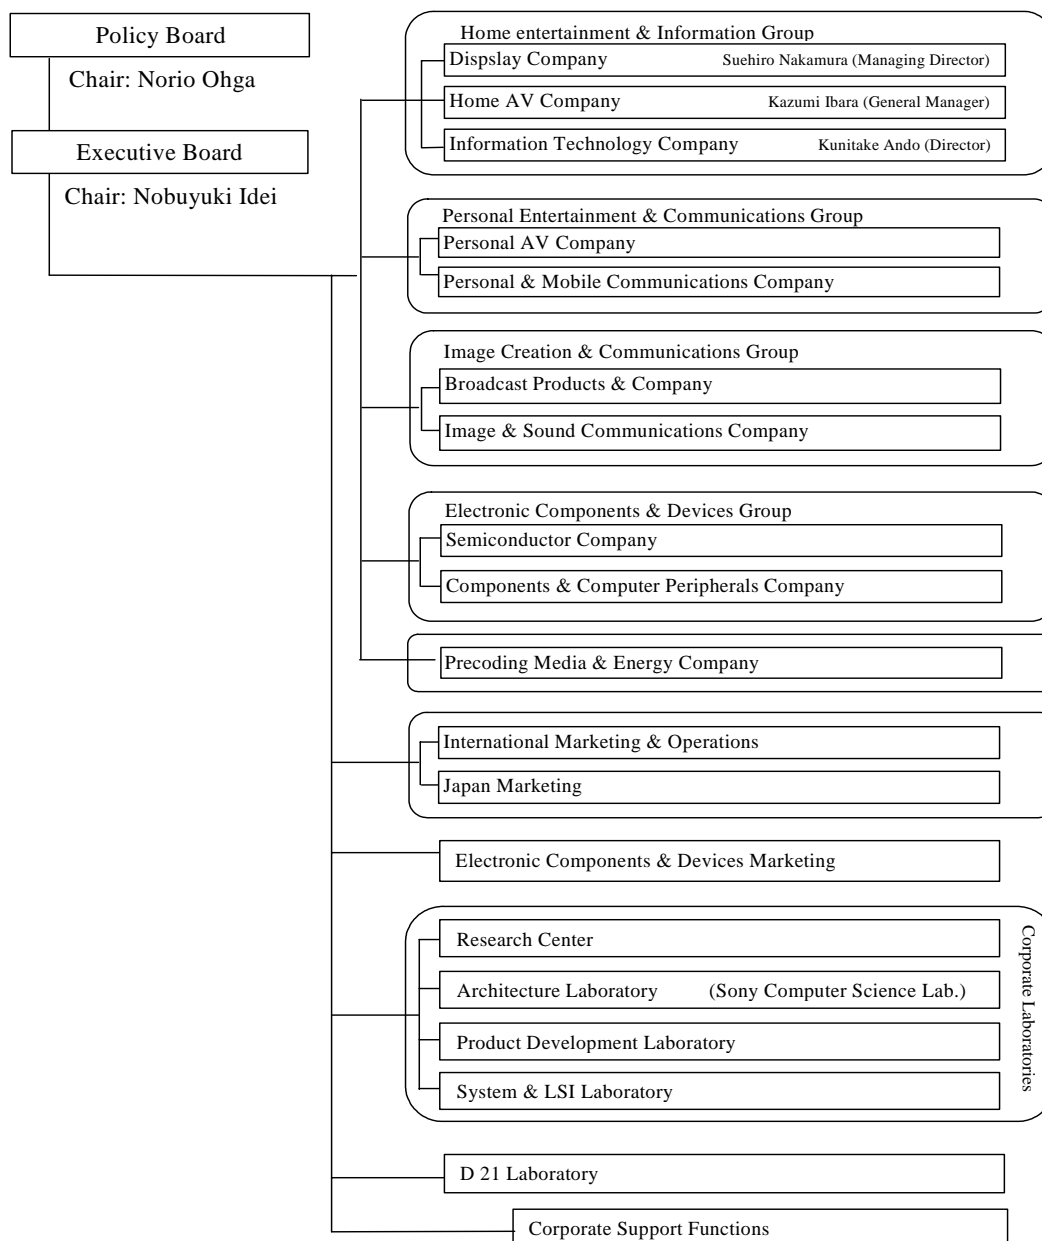 Policy Board
Chair: Norio Ohga
Executive Board
Chair: Nobuyuki Idei
Home entertainment & Information Group
Dispslay Company Suehiro Nakamura (Managing Director)
Home AV Company Kazumi Ibara (General Manager)
Information Technology Company Kunitake Ando (Director)
Personal Entertainment & Communications Group
Personal AV Company
Personal & Mobile Communications Company
Image Creation & Communications Group
Broadcast Products & Company
Image & Sound Communications Company
Electronic Components & Devices Group
Semiconductor Company
Components & Computer Peripherals Company
Precoding Media & Energy Company
International Marketing & Operations
Japan Marketing
Electronic Components & Devices Marketing
Research Center
Architecture Laboratory (Sony Computer Science Lab.)
Product Development Laboratory
System & LSI Laboratory
Corporate Laboratories
D 21 Laboratory
Corporate Support Functions